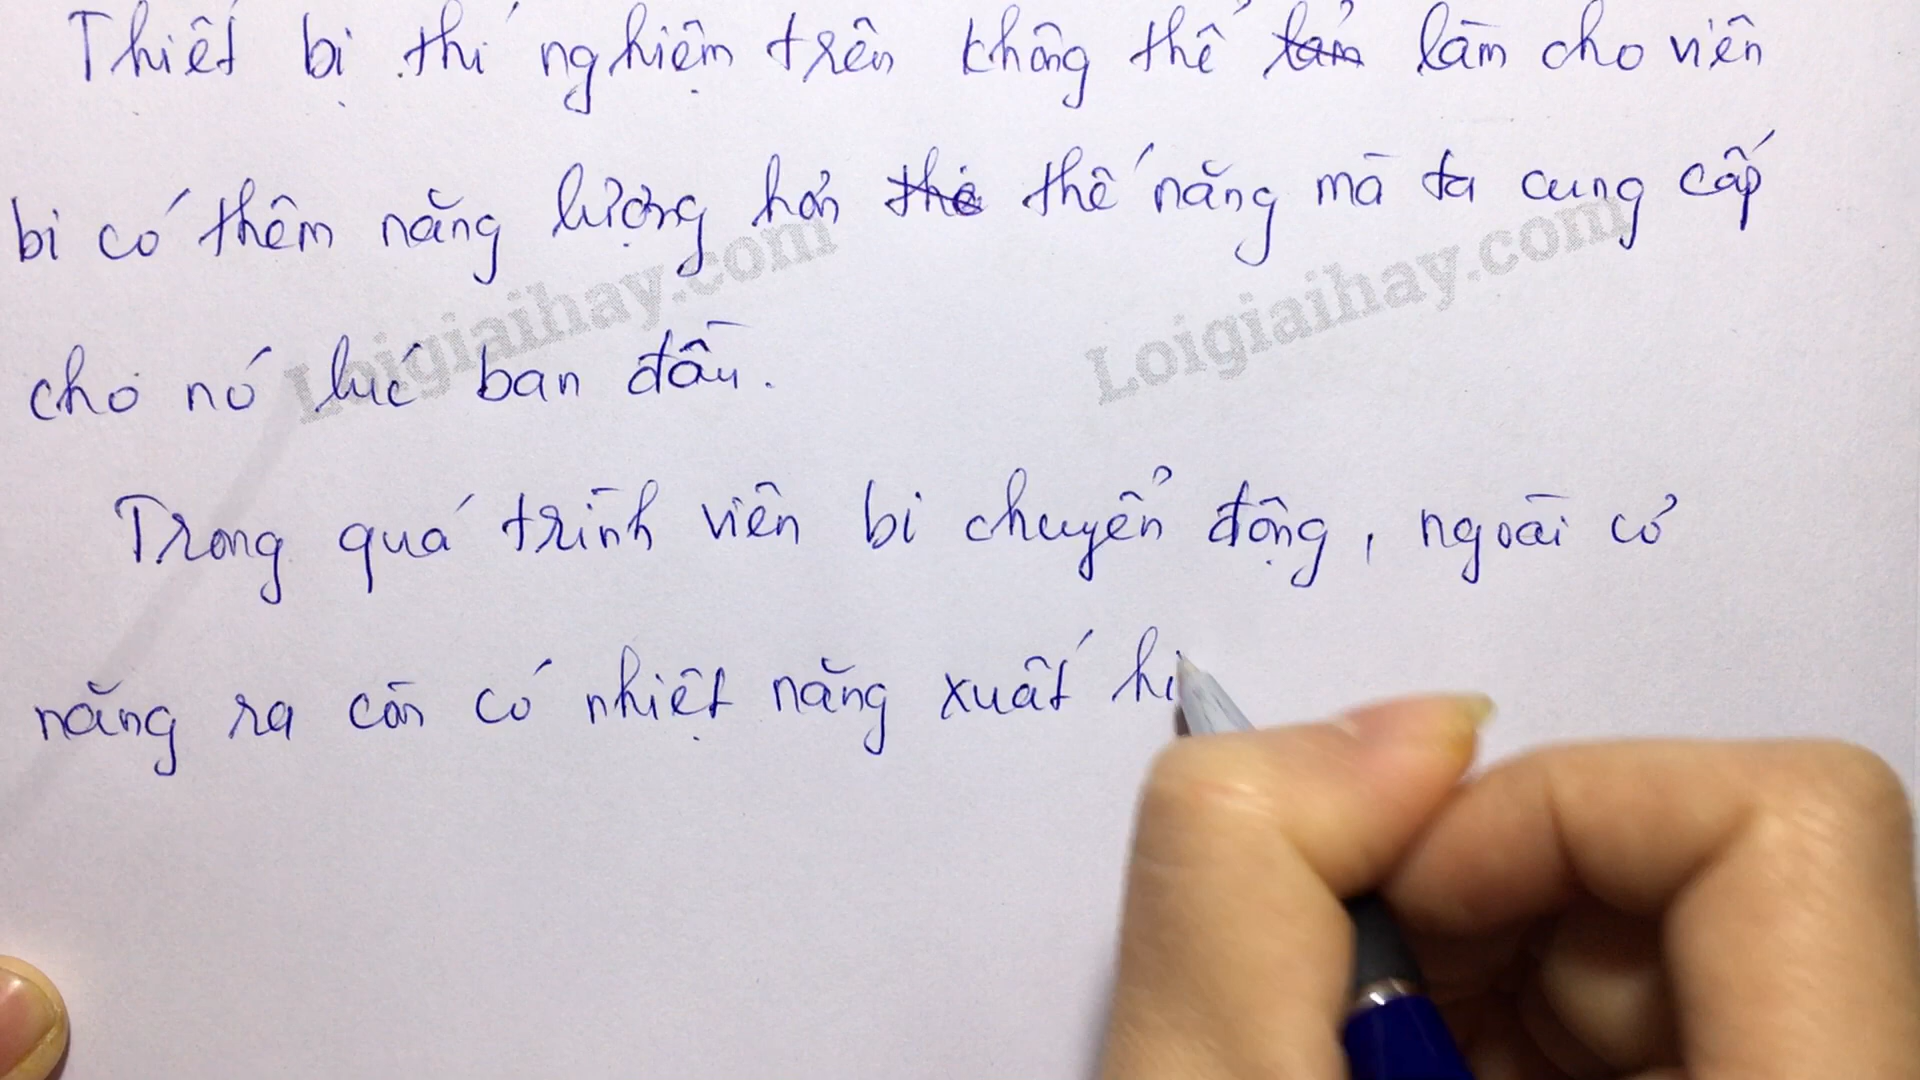 Thiết bị thí nghiệm trên không thể làm cho viên
bi có thêm năng lượng hơn thế năng mà ta cung cấp
cho nó lúc ban đầu.
Trong quá trình viên bi chuyển động, ngoài cơ
năng ra còn có nhiệt năng xuất hi
Loigiaihay.com
Loigiaihay.com